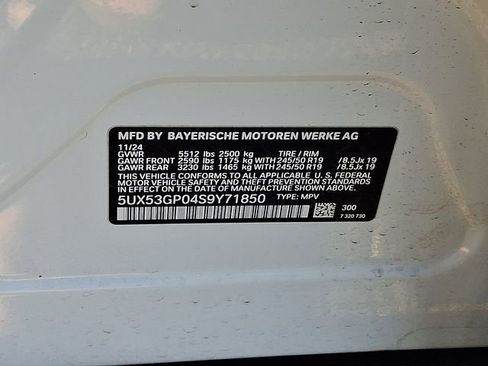 MFD BY BAYERISCHE MOTOREN WERKE AG
11/24
GVWR 5512 lbs 2500 kg TIRE / RIM
GAWR FRONT 2590 lbs 1175 kg WITH 245/50 R19 /8.5Jx 19
GAWR REAR 3230 lbs 1465 kg WITH 245/50 R19 /8.5Jx 19
THIS VEHICLE CONFORMS TO ALL APPLICABLE U.S. FEDERAL
MOTOR VEHICLE SAFETY AND THEFT PREVENTION STANDARDS
IN EFFECT ON THE DATE OF MANUFACTURE SHOWN ABOVE.
5UX53GP04S9Y71850 TYPE: MPV
300
7 320 730